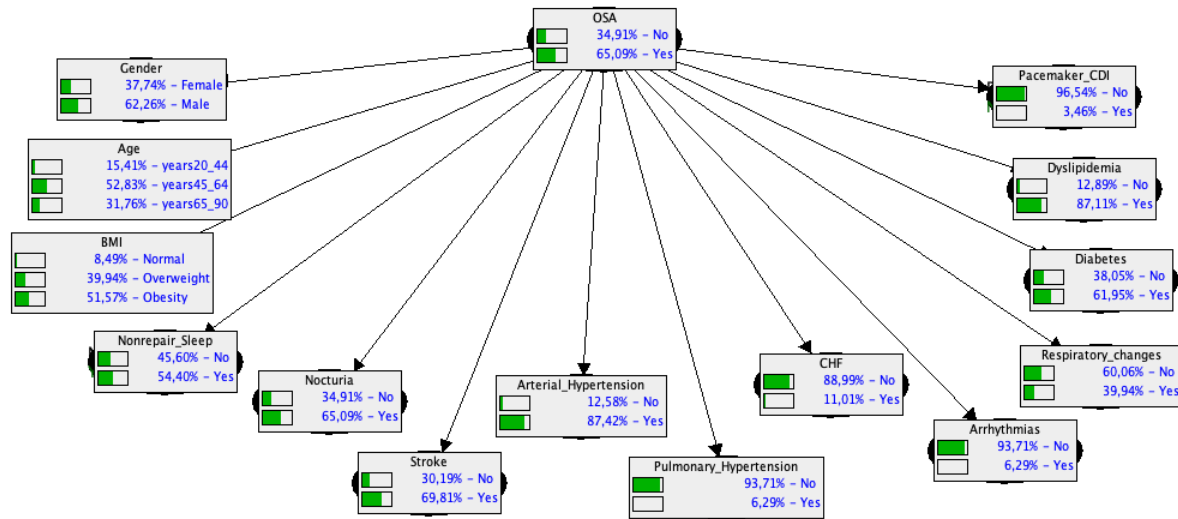 OSA
34,91% – No
65,09% – Yes
Gender
37,74% – Female
62,26% – Male
Pacemaker_CDI
96,54% – No
3,46% – Yes
Age
15,41% – years20_44
52,83% – years45_64
31,76% – years65_90
Dyslipidemia
12,89% – No
87,11% – Yes
BMI
8,49% – Normal
39,94% – Overweight
51,57% – Obesity
Diabetes
38,05% – No
61,95% – Yes
Nonrepair_Sleep
45,60% – No
54,40% – Yes
Nocturia
34,91% – No
65,09% – Yes
Arterial_Hypertension
12,58% – No
87,42% – Yes
CHF
88,99% – No
11,01% – Yes
Respiratory_changes
60,06% – No
39,94% – Yes
Stroke
30,19% – No
69,81% – Yes
Pulmonary_Hypertension
93,71% – No
6,29% – Yes
Arrhythmias
93,71% – No
6,29% – Yes